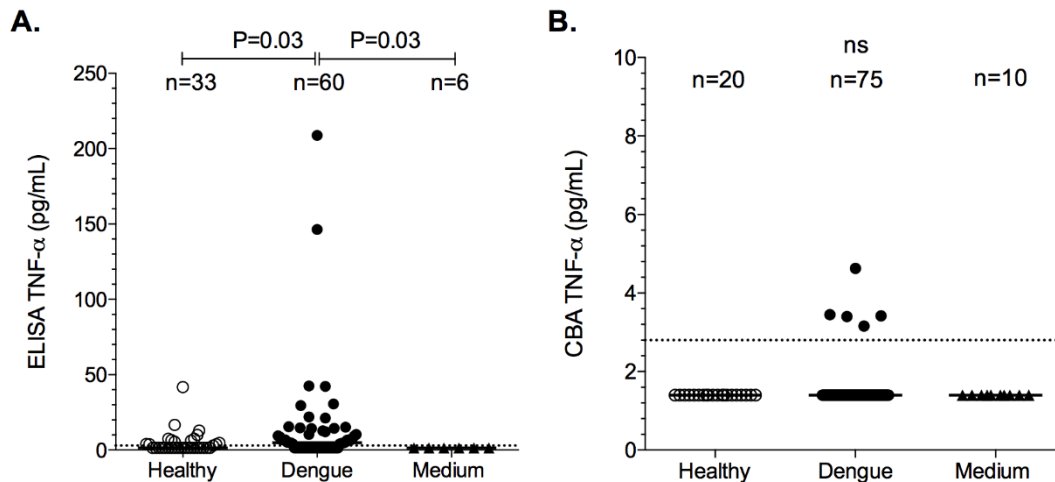 A.
P=0.03 P=0.03
n=33 n=60 n=6
ELISA TNF-α (pg/mL)
250
200
150
100
50
0
Healthy Dengue Medium
B.
ns
n=20 n=75 n=10
CBA TNF-α (pg/mL)
10
8
6
4
2
0
Healthy Dengue Medium